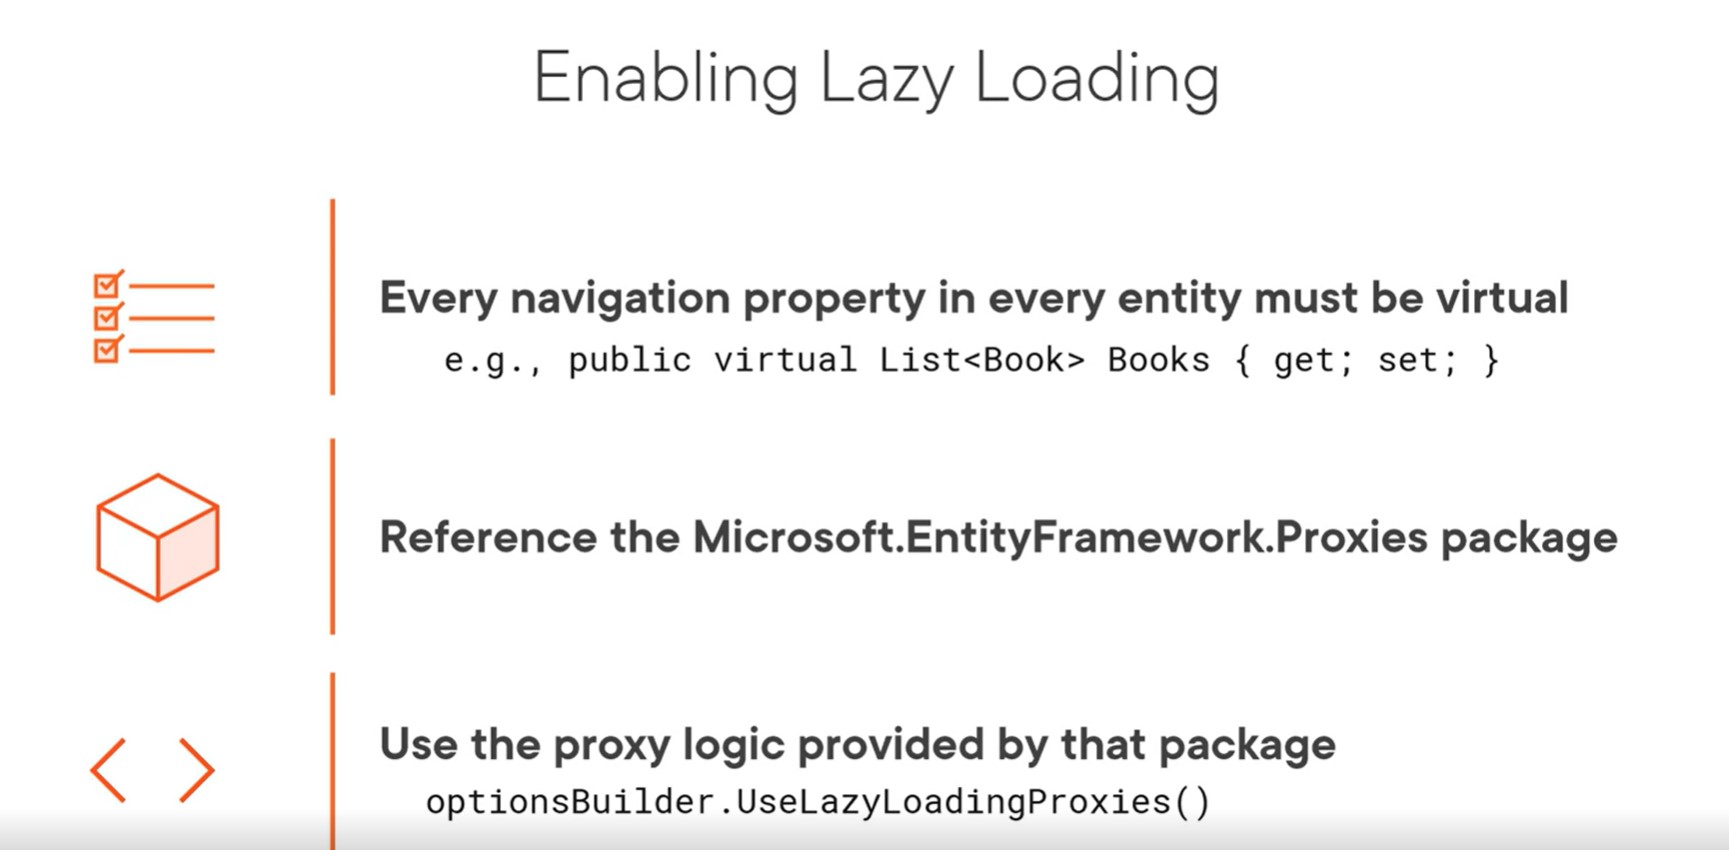 Enabling Lazy Loading
Every navigation property in every entity must be virtual
e.g., public virtual List<Book> Books { get; set; }
Reference the Microsoft.EntityFramework.Proxies package
Use the proxy logic provided by that package
optionsBuilder.UseLazyLoadingProxies()